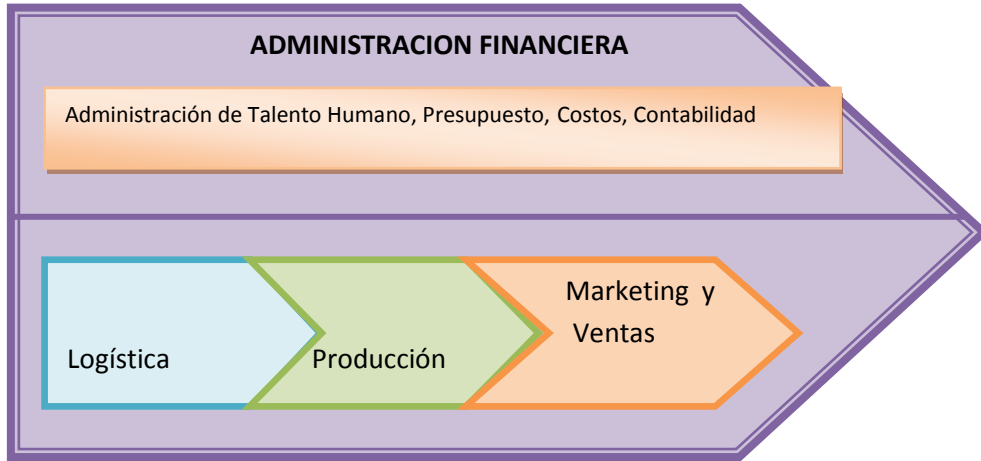 ADMINISTRACION FINANCIERA
Administración de Talento Humano, Presupuesto, Costos, Contabilidad
Logística
Producción
Marketing y
Ventas